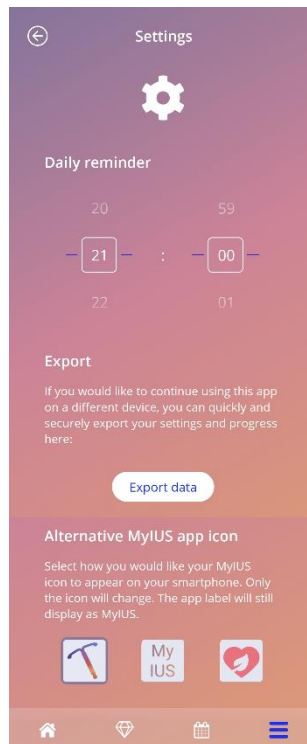 Settings
Daily reminder
20 59
21 : 00
22 01
Export
If you would like to continue using this app
on a different device, you can quickly and
securely export your settings and progress
here:
Export data
Alternative MyIUS app icon
Select how you would like your MyIUS
icon to appear on your smartphone. Only
the icon will change. The app label will still
display as MyIUS.
My
IUS